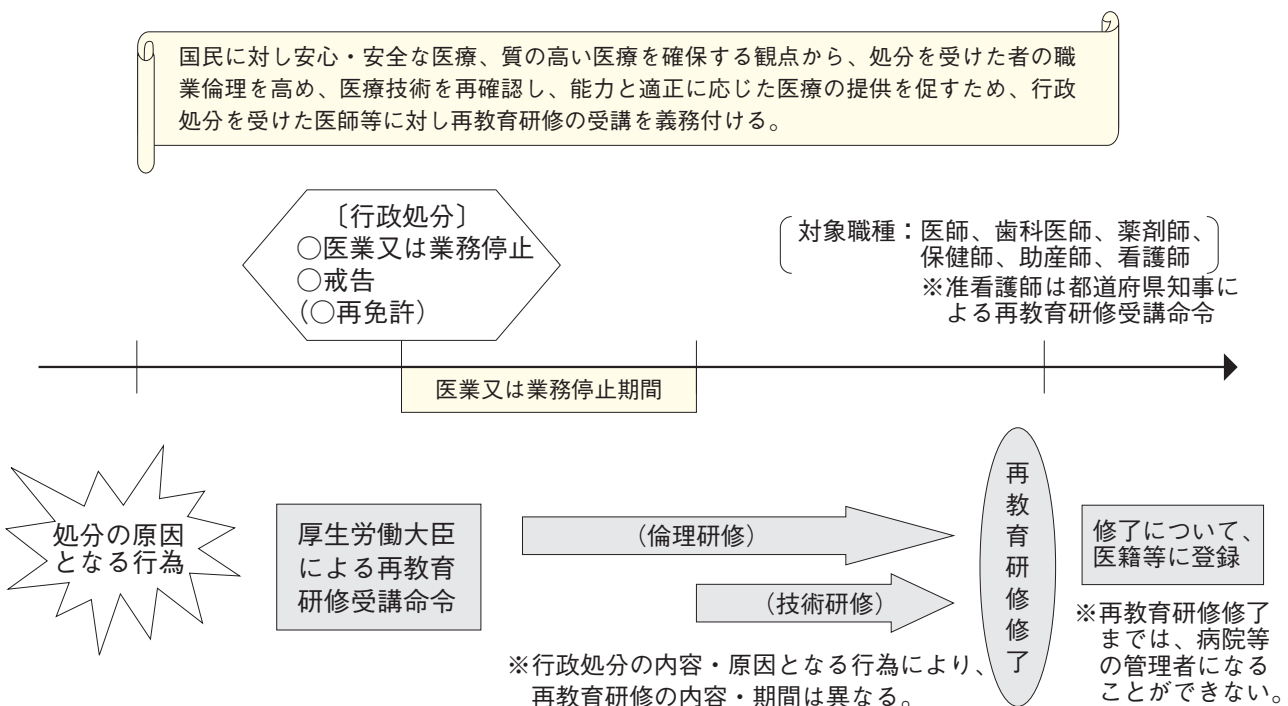 国民に対し安心・安全な医療、質の高い医療を確保する観点から、処分を受けた者の職
業倫理を高め、医療技術を再確認し、能力と適正に応じた医療の提供を促すため、行政
処分を受けた医師等に対し再教育研修の受講を義務付ける。
〔行政処分〕
○医業又は業務停止
○戒告
(○再免許)
対象職種：医師、歯科医師、薬剤師、
保健師、助産師、看護師
※准看護師は都道府県知事に
よる再教育研修受講命令
医業又は業務停止期間
処分の原因
となる行為
厚生労働大臣
による再教育
研修受講命令
(倫理研修)
(技術研修)
※行政処分の内容・原因となる行為により、
再教育研修の内容・期間は異なる。
再教育研修修了
修了について、
医籍等に登録
※再教育研修修了
までは、病院等
の管理者になる
ことができない。